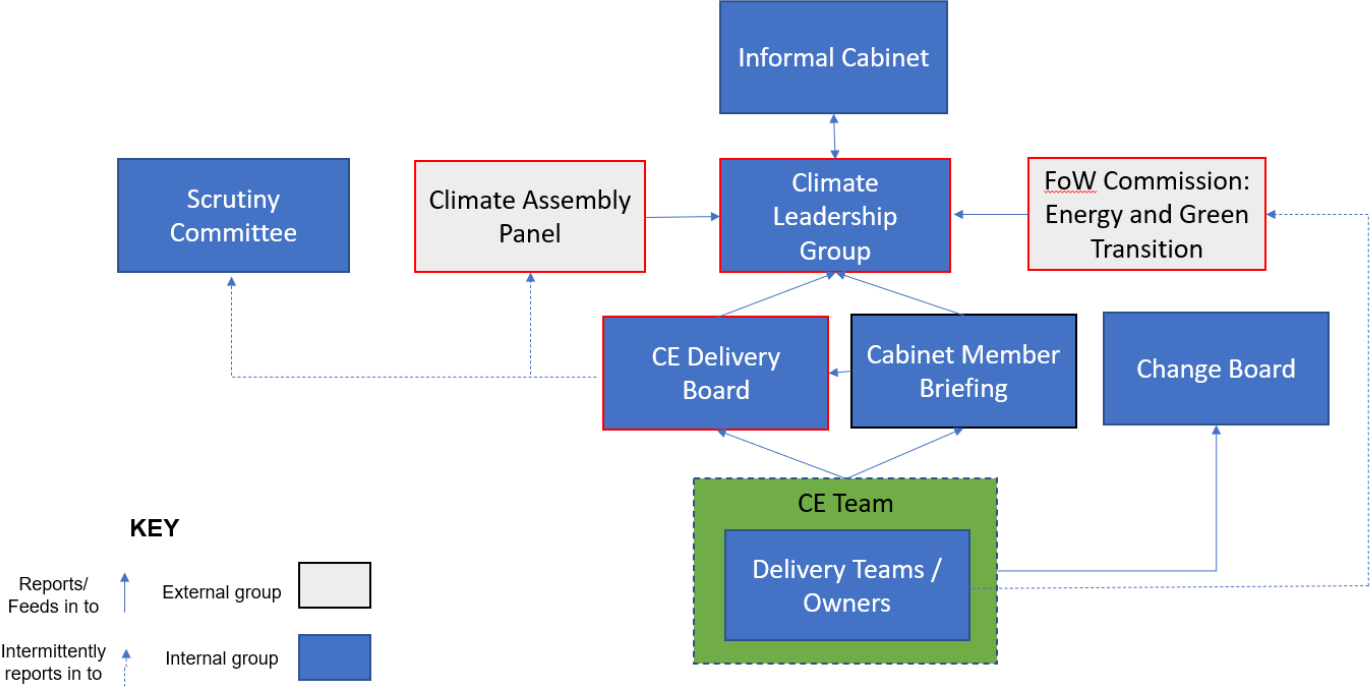 Informal Cabinet
Scrutiny
Committee
Climate Assembly
Panel
Climate
Leadership
Group
FoW Commission:
Energy and Green
Transition
CE Delivery
Board
Cabinet Member
Briefing
Change Board
CE Team
Delivery Teams /
Owners
KEY
Reports/
Feeds in to
External group
Intermittently
reports in to
Internal group